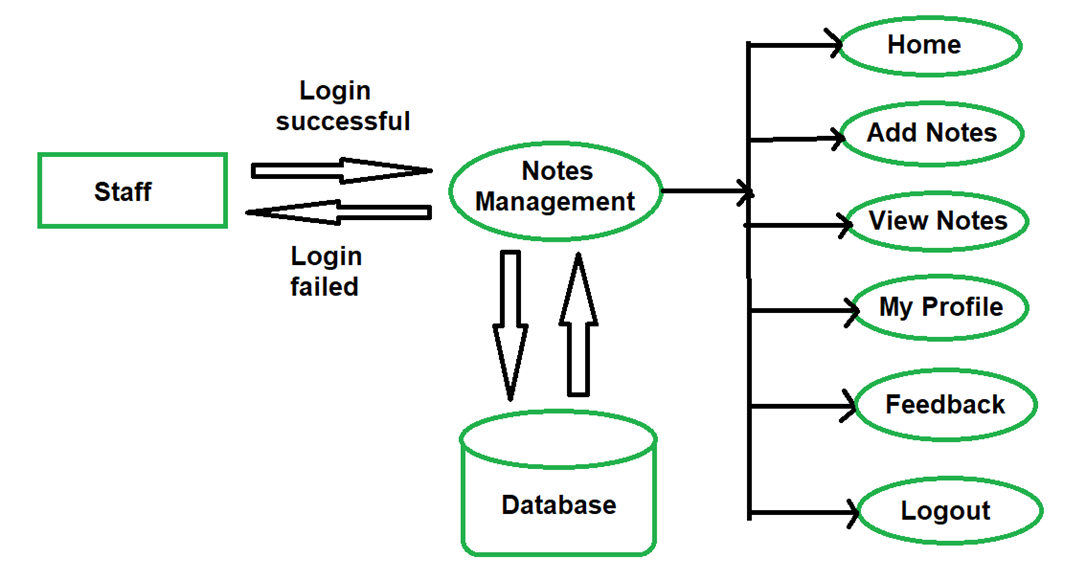 Login
successful
Staff
Login
failed
Notes
Management
Database
Home
Add Notes
View Notes
My Profile
Feedback
Logout